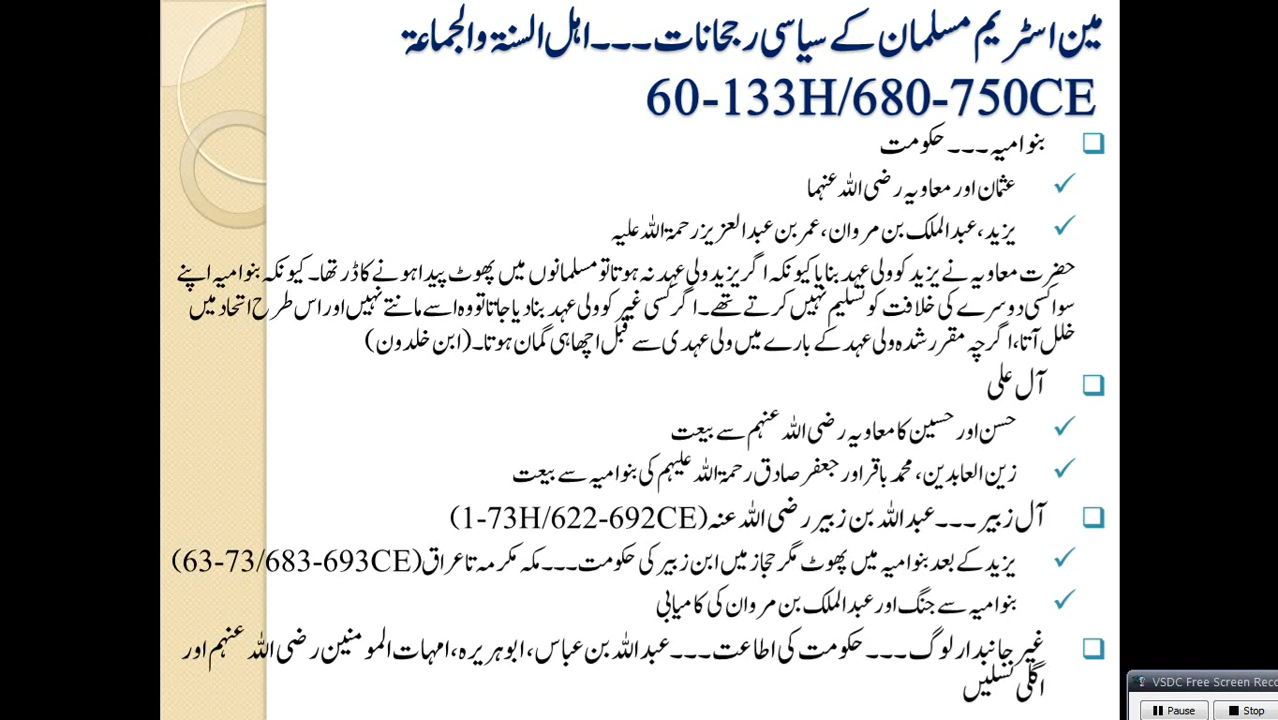 مین اسٹریم مسلمان کے سیاسی رجحانات۔۔۔اہل السنۃ والجماعۃ
60-133H/680-750CE
❑ بنو امیہ۔۔۔حکومت
✓ عثمان اور معاویہ رضی اللہ عنہما
✓ یزید، عبدالملک بن مروان، عمر بن عبدالعزیز رحمۃ اللہ علیہ
حضرت معاویہ نے یزید کو ولی عہد بنایا کیونکہ اگر یزید ولی عہد نہ ہوتا تو مسلمانوں میں پھوٹ پیدا ہونے کا ڈر تھا۔ کیونکہ بنو امیہ اپنے
سوا کسی دوسرے کی خلافت کو تسلیم نہیں کرتے تھے۔ اگر کسی غیر کو ولی عہد بنا دیا جاتا تو وہ اسے مانتے نہیں اور اس طرح اتحاد میں
خلل آتا، اگرچہ مقرر شدہ ولی عہد کے بارے میں ولی عہدی سے قبل اچھا ہی گمان ہوتا۔ (ابن خلدون)
❑ آل علی
✓ حسن اور حسین کا معاویہ رضی اللہ عنہم سے بیعت
✓ زین العابدین، محمد باقر اور جعفر صادق رحمۃ اللہ علیہم کی بنو امیہ سے بیعت
❑ آل زبیر۔۔۔عبداللہ بن زبیر رضی اللہ عنہ (1-73H/622-692CE)
✓ یزید کے بعد بنو امیہ میں پھوٹ مگر حجاز میں ابن زبیر کی حکومت۔۔۔مکہ مکرمہ تا عراق (63-73/683-693CE)
✓ بنو امیہ سے جنگ اور عبدالملک بن مروان کی کامیابی
❑ غیر جانبدار لوگ۔۔۔حکومت کی اطاعت۔۔۔عبداللہ بن عباس، ابوہریرہ، امہات المومنین رضی اللہ عنہم اور
اگلی نسلیں
VSDC Free Screen Reco
Pause Stop